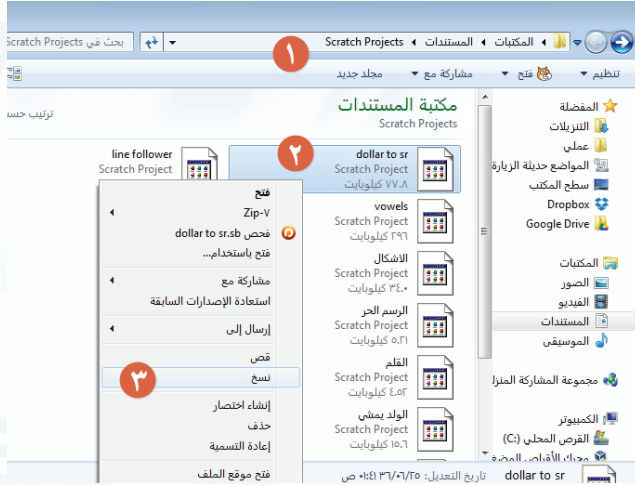 المكتبات ◂ المستندات ◂ Scratch Projects
بحث في Scratch Projects
١
تنظيم
فتح
مشاركة مع
مجلد جديد
المفضلة
التنزيلات
عملي
المواضع حديثة الزيارة
سطح المكتب
Dropbox
Google Drive
المكتبات
الصور
الفيديو
المستندات
الموسيقى
مجموعة المشاركة المنزل
الكمبيوتر
القرص المحلي (C:)
محرك الأقراص المضغ
مكتبة المستندات
Scratch Projects
ترتيب حسب
٢
dollar to sr
Scratch Project
٧٧.٨ كيلوبايت
line follower
Scratch Project
vowels
Scratch Project
٢٩٦ كيلوبايت
الاشكال
Scratch Project
٣٤.٠ كيلوبايت
الرسم الحر
Scratch Project
٥.٢١ كيلوبايت
القلم
Scratch Project
٤.٥٢ كيلوبايت
الولد يمشي
Scratch Project
١٥.٦ كيلوبايت
فتح
Zip-٧
فحص dollar to sr.sb
فتح باستخدام...
مشاركة مع
استعادة الإصدارات السابقة
إرسال إلى
قص
نسخ
٣
إنشاء اختصار
حذف
إعادة التسمية
فتح موقع الملف
dollar to sr
تاريخ التعديل: ٣٦/٠٦/٢٥ ٠١:٤١ ص